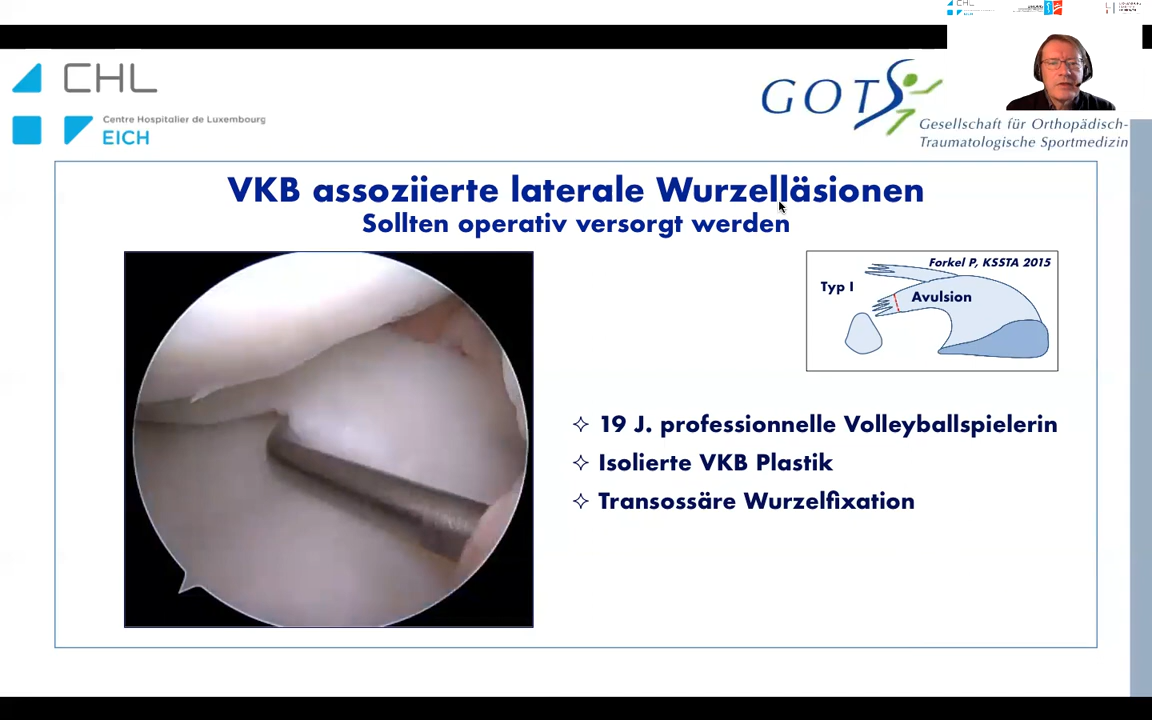 CHL
Centre Hospitalier de Luxembourg
EICH
GOTS
Gesellschaft für Orthopädisch-
Traumatologische Sportmedizin
VKB assoziierte laterale Wurzelläsionen
Sollten operativ versorgt werden
Forkel P, KSSTA 2015
Typ I
Avulsion
✧ 19 J. professionnelle Volleyballspielerin
✧ Isolierte VKB Plastik
✧ Transossäre Wurzelfixation